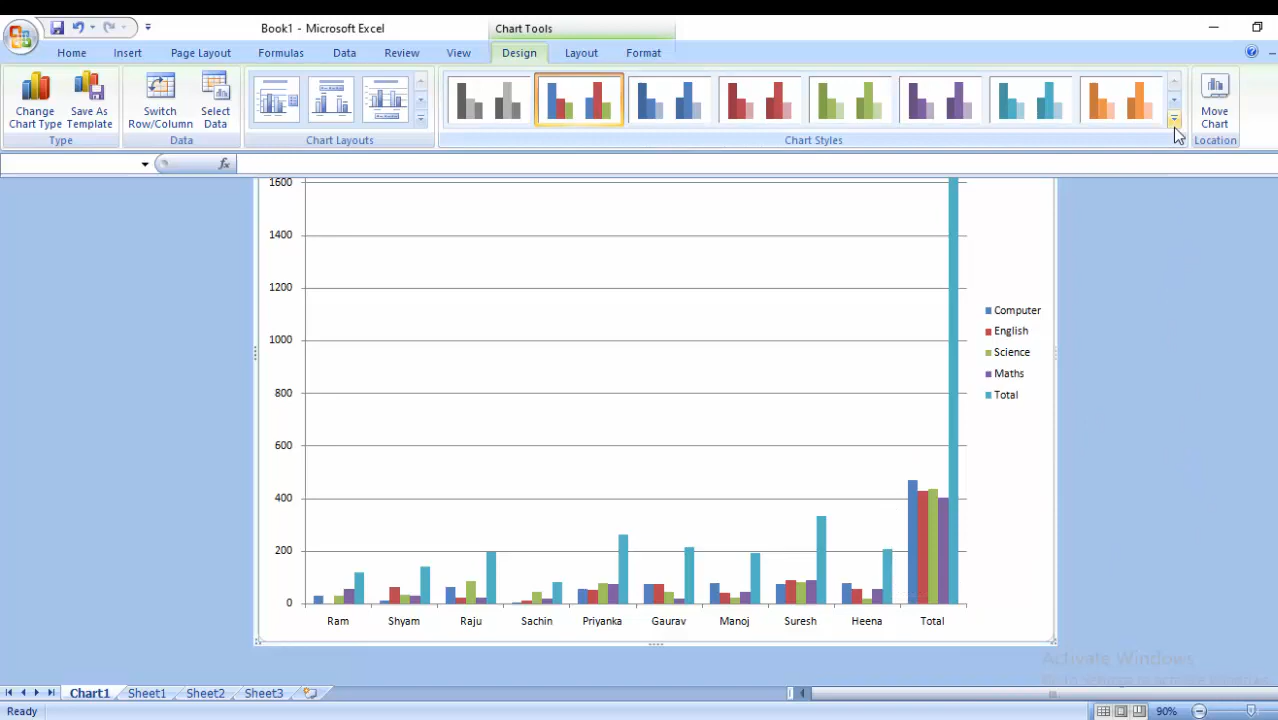 Book1 - Microsoft Excel
Chart Tools
Home Insert Page Layout Formulas Data Review View Design Layout Format
Change Chart Type
Save As Template
Switch Row/Column
Select Data
Move Chart
Type Data Chart Layouts Chart Styles Location
fx
1600
1400
1200
1000
800
600
400
200
0
Computer
English
Science
Maths
Total
Ram Shyam Raju Sachin Priyanka Gaurav Manoj Suresh Heena Total
Activate Windows
Chart1 Sheet1 Sheet2 Sheet3
Ready 90%